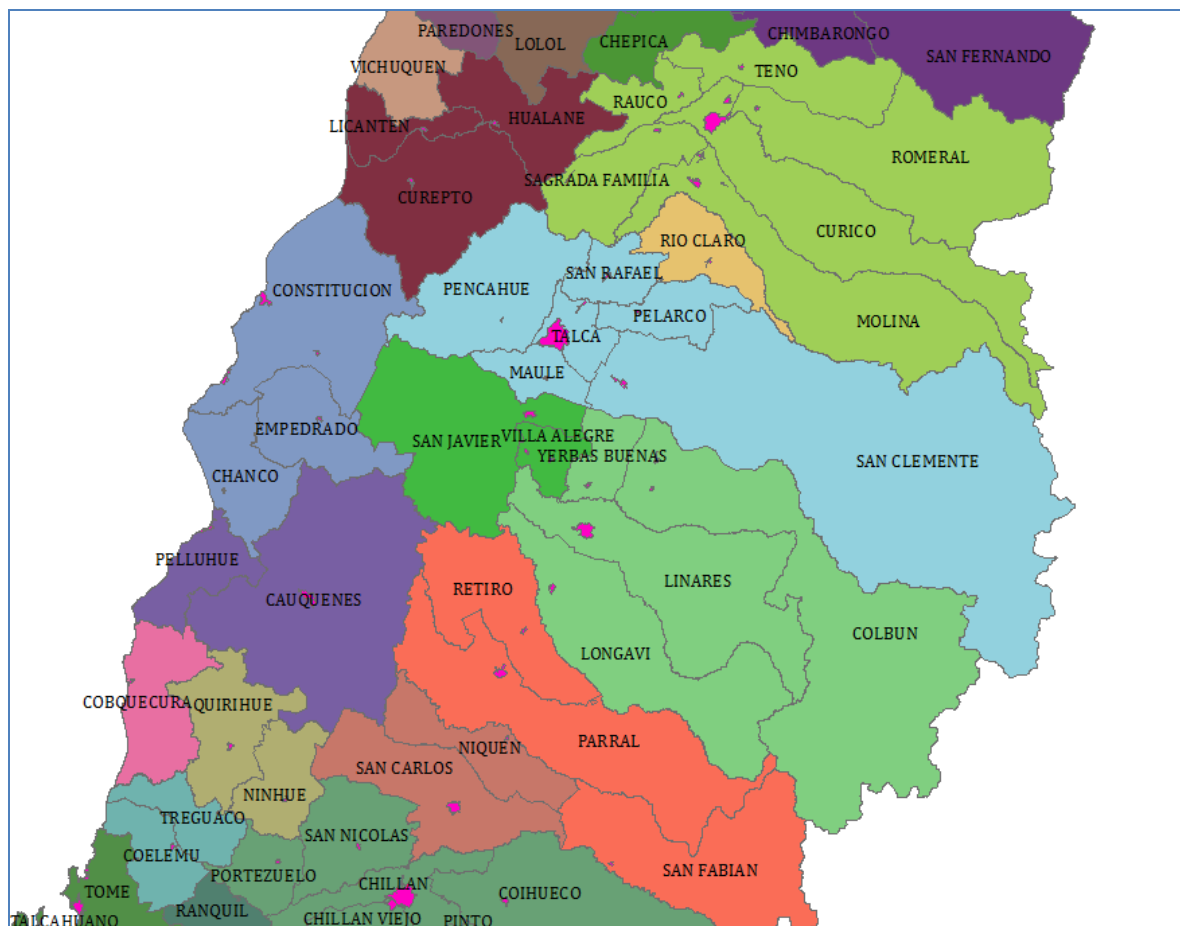 PAREDONES
CHIMBARONGO
LOLOL
CHEPICA
SAN FERNANDO
VICHUQUEN
TENO
RAUCO
HUALANE
LICANTEN
ROMERAL
SAGRADA FAMILIA
CUREPTO
CURICO
RIO CLARO
SAN RAFAEL
CONSTITUCION
PENCAHUE
PELARCO
MOLINA
TALCA
MAULE
EMPEDRADO
SAN JAVIER
VILLA ALEGRE
YERBAS BUENAS
SAN CLEMENTE
CHANCO
PELLUHUE
LINARES
RETIRO
CAUQUENES
COLBUN
LONGAVI
COBQUECURA
QUIRIHUE
PARRAL
NIQUEN
SAN CARLOS
NINHUE
TREGUACO
SAN NICOLAS
COELEMU
SAN FABIAN
PORTEZUELO
CHILLAN
TOME
COIHUECO
RANQUIL
CHILLAN VIEJO
PINTO
TALCAHUANO